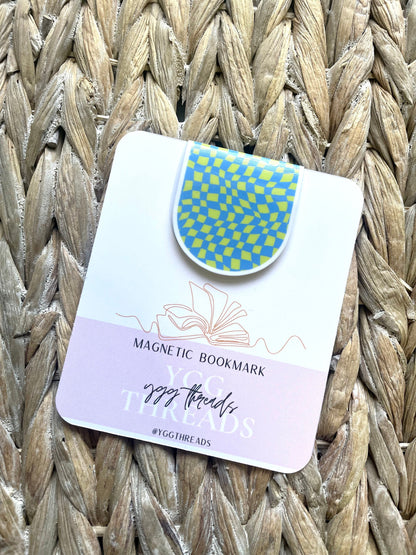 MAGNETIC BOOKMARK
YGG
ygg threads
THREADS
@YGGTHREADS